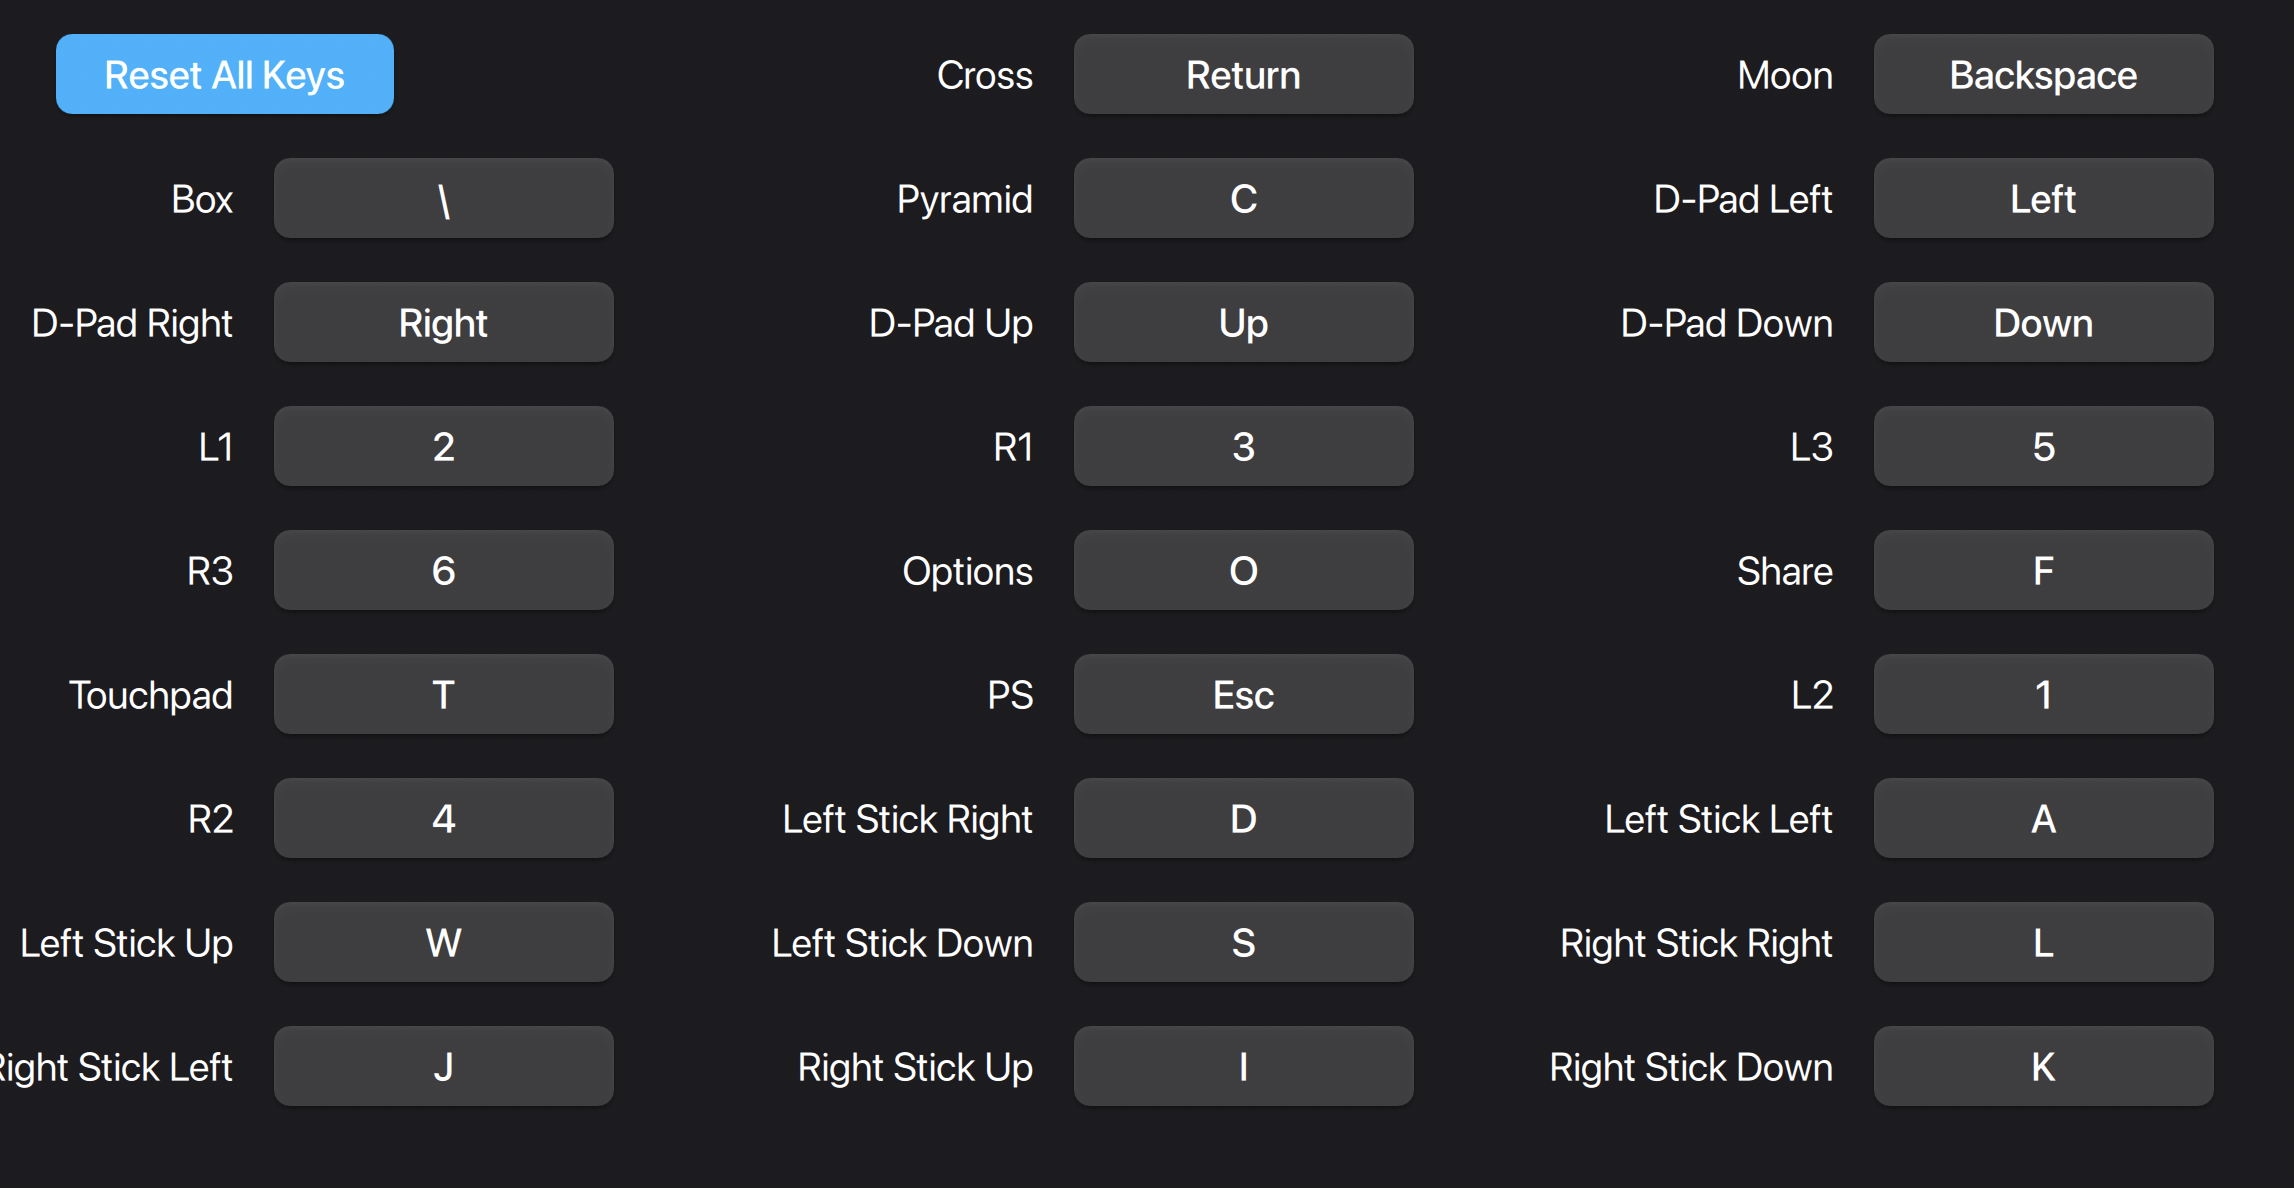 Reset All Keys
Cross Return
Moon Backspace
Box \
Pyramid C
D-Pad Left Left
D-Pad Right Right
D-Pad Up Up
D-Pad Down Down
L1 2
R1 3
L3 5
R3 6
Options O
Share F
Touchpad T
PS Esc
L2 1
R2 4
Left Stick Right D
Left Stick Left A
Left Stick Up W
Left Stick Down S
Right Stick Right L
Right Stick Left J
Right Stick Up I
Right Stick Down K